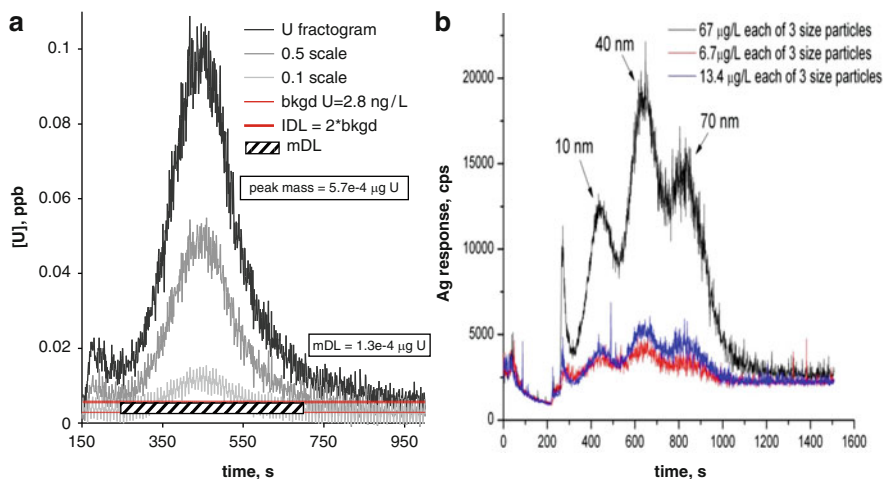 a
U fractogram
0.5 scale
0.1 scale
bkgd U=2.8 ng/L
IDL = 2*bkgd
mDL
peak mass = 5.7e-4 µg U
mDL = 1.3e-4 µg U
[U], ppb
0.1
0.08
0.06
0.04
0.02
0
150
350
550
750
950
time, s
b
67 µg/L each of 3 size particles
6.7µg/L each of 3 size particles
13.4 µg/L each of 3 size particles
40 nm
10 nm
70 nm
Ag response, cps
20000
15000
10000
5000
0
0
200
400
600
800
1000
1200
1400
1600
time, s